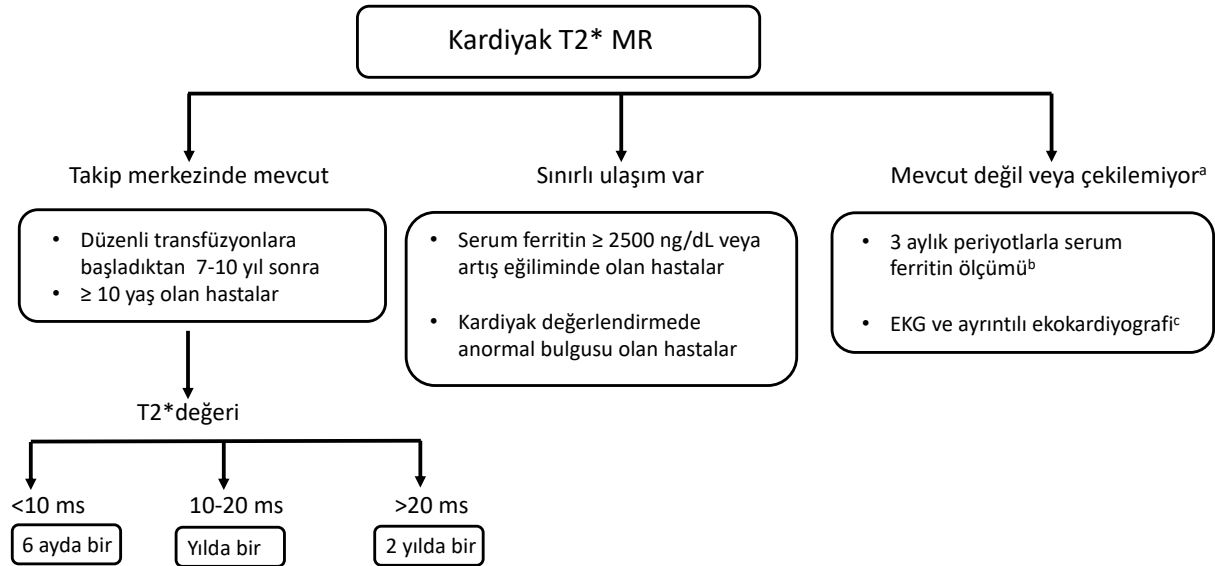 Kardiyak T2* MR
Takip merkezinde mevcut
• Düzenli transfüzyonlara
başladıktan 7-10 yıl sonra
• ≥ 10 yaş olan hastalar
Sınırlı ulaşım var
• Serum ferritin ≥ 2500 ng/dL veya
artış eğiliminde olan hastalar
• Kardiyak değerlendirmede
anormal bulgusu olan hastalar
Mevcut değil veya çekilemiyorᵃ
• 3 aylık periyotlarla serum
ferritin ölçümüᵇ
• EKG ve ayrıntılı ekokardiyografiᶜ
T2*değeri
<10 ms
6 ayda bir
10-20 ms
Yılda bir
>20 ms
2 yılda bir